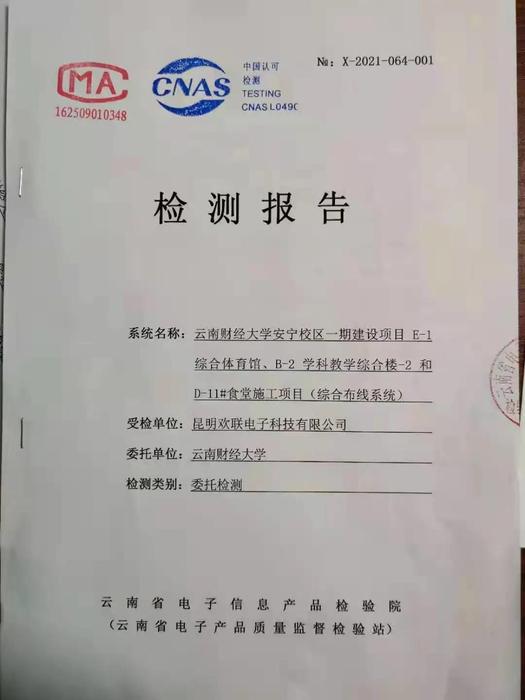 MA
CNAS
中国认可
检测
TESTING
CNAS L0490
№: X-2021-064-001
162509010348
检测报告
系统名称: 云南财经大学安宁校区一期建设项目 E-1
综合体育馆、B-2 学科教学综合楼-2 和
D-11#食堂施工项目(综合布线系统)
受检单位: 昆明欢联电子科技有限公司
委托单位: 云南财经大学
检测类别: 委托检测
云南省电子信息产品检验院
(云南省电子产品质量监督检验站)
云南省